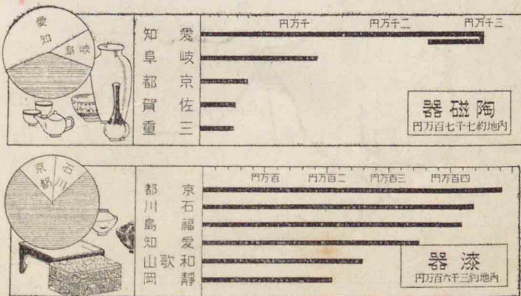 陶磁器
内地約七千七百万円
千万円 二千万円 三千万円
愛知
岐阜
京都
佐賀
三重
愛知
岐阜
漆器
内地約三千六百万円
百万円 二百万円 三百万円 四百万円
京都
石川
福島
愛知
和歌山
靜岡
石川
京都